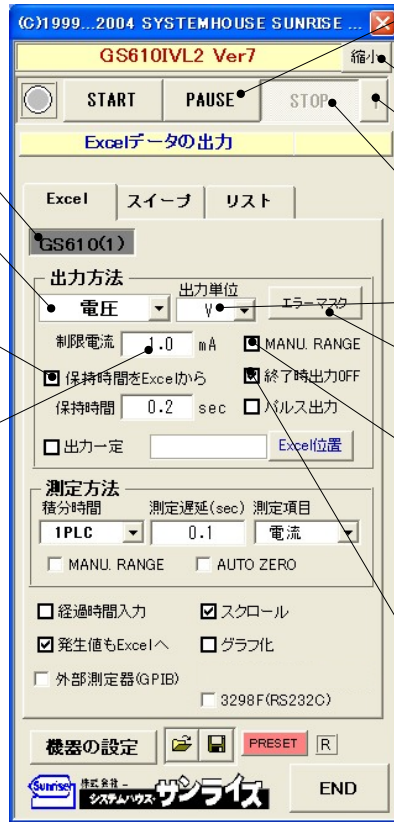 (C)1999...2004 SYSTEMHOUSE SUNRISE ...
GS610IVL2 Ver7
縮小
START PAUSE STOP
Excelデータの出力
Excel スイープ リスト
GS610(1)
出力方法
出力単位
電圧 V エラーマスク
制限電流 1.0 mA MANU. RANGE
保持時間をExcelから 終了時出力OFF
保持時間 0.2 sec パルス出力
出力一定 Excel位置
測定方法
積分時間 測定遅延(sec) 測定項目
1PLC 0.1 電流
MANU. RANGE AUTO ZERO
経過時間入力 スクロール
発生値もExcelへ グラフ化
外部測定器(GPIB)
3298F(RS232C)
機器の設定 PRESET R
Sunrise 株式会社 システムハウス サンライズ END